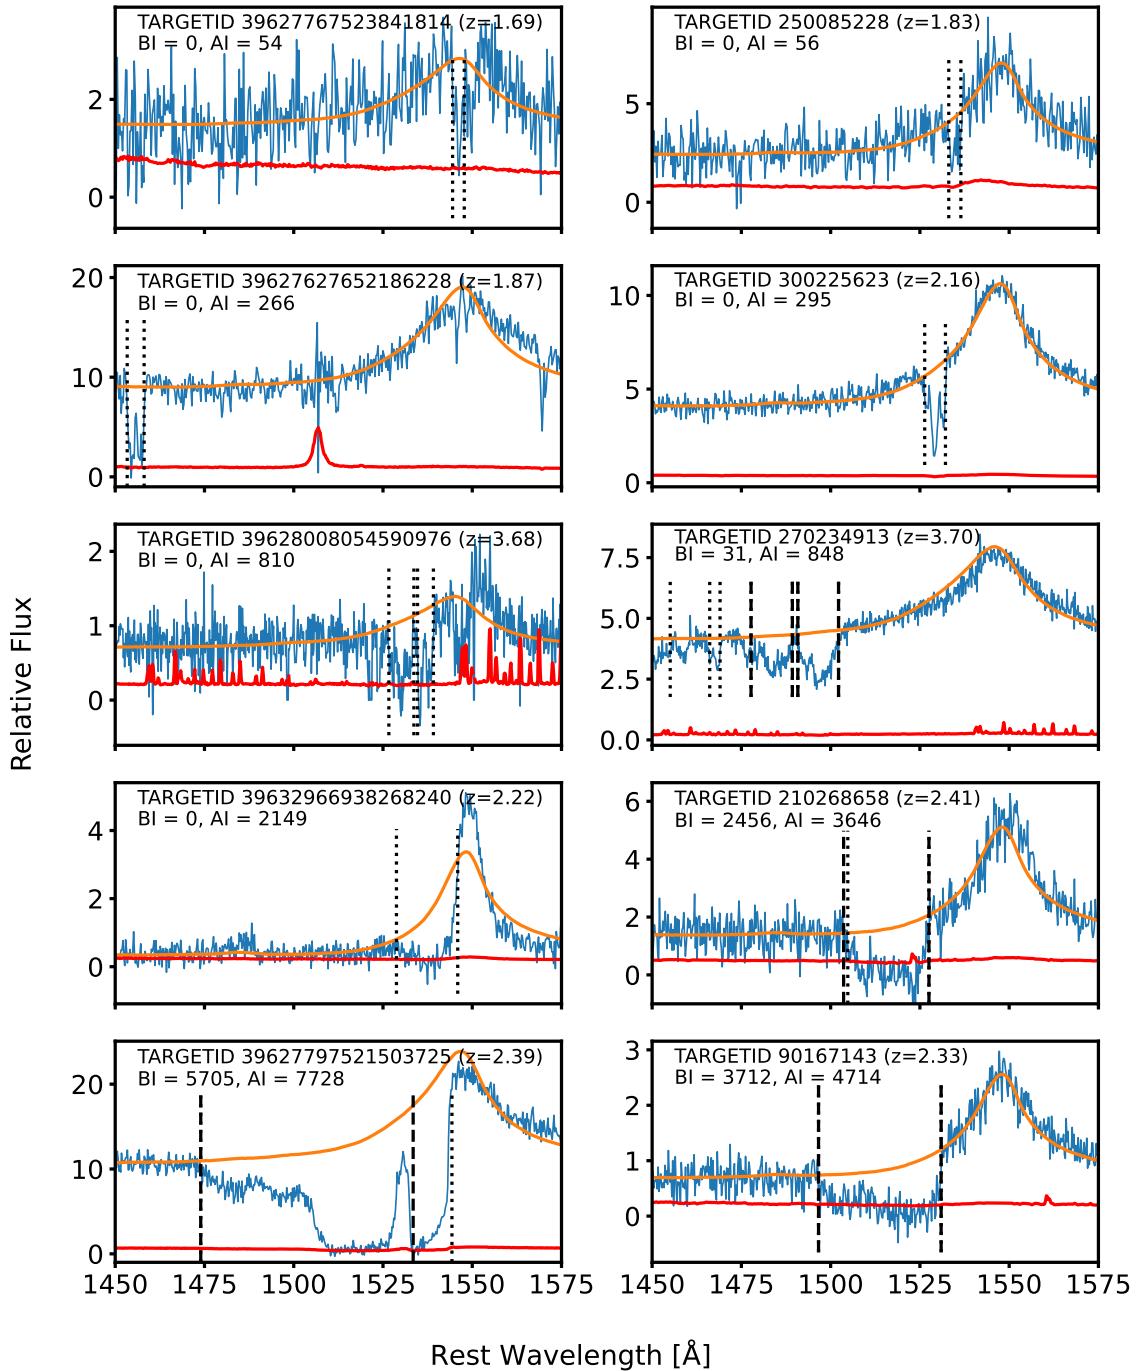 TARGETID 39627767523841814 (z=1.69)
BI = 0, AI = 54
2
0
TARGETID 250085228 (z=1.83)
BI = 0, AI = 56
5
0
TARGETID 39627627652186228 (z=1.87)
BI = 0, AI = 266
20
10
0
TARGETID 300225623 (z=2.16)
BI = 0, AI = 295
10
5
0
TARGETID 39628008054590976 (z=3.68)
BI = 0, AI = 810
2
1
0
TARGETID 270234913 (z=3.70)
BI = 31, AI = 848
7.5
5.0
2.5
0.0
TARGETID 39632966938268240 (z=2.22)
BI = 0, AI = 2149
4
2
0
TARGETID 210268658 (z=2.41)
BI = 2456, AI = 3646
6
4
2
0
TARGETID 39627797521503725 (z=2.39)
BI = 5705, AI = 7728
20
10
0
1450 1475 1500 1525 1550 1575
TARGETID 90167143 (z=2.33)
BI = 3712, AI = 4714
3
2
1
0
1450 1475 1500 1525 1550 1575
Relative Flux
Rest Wavelength [Å]